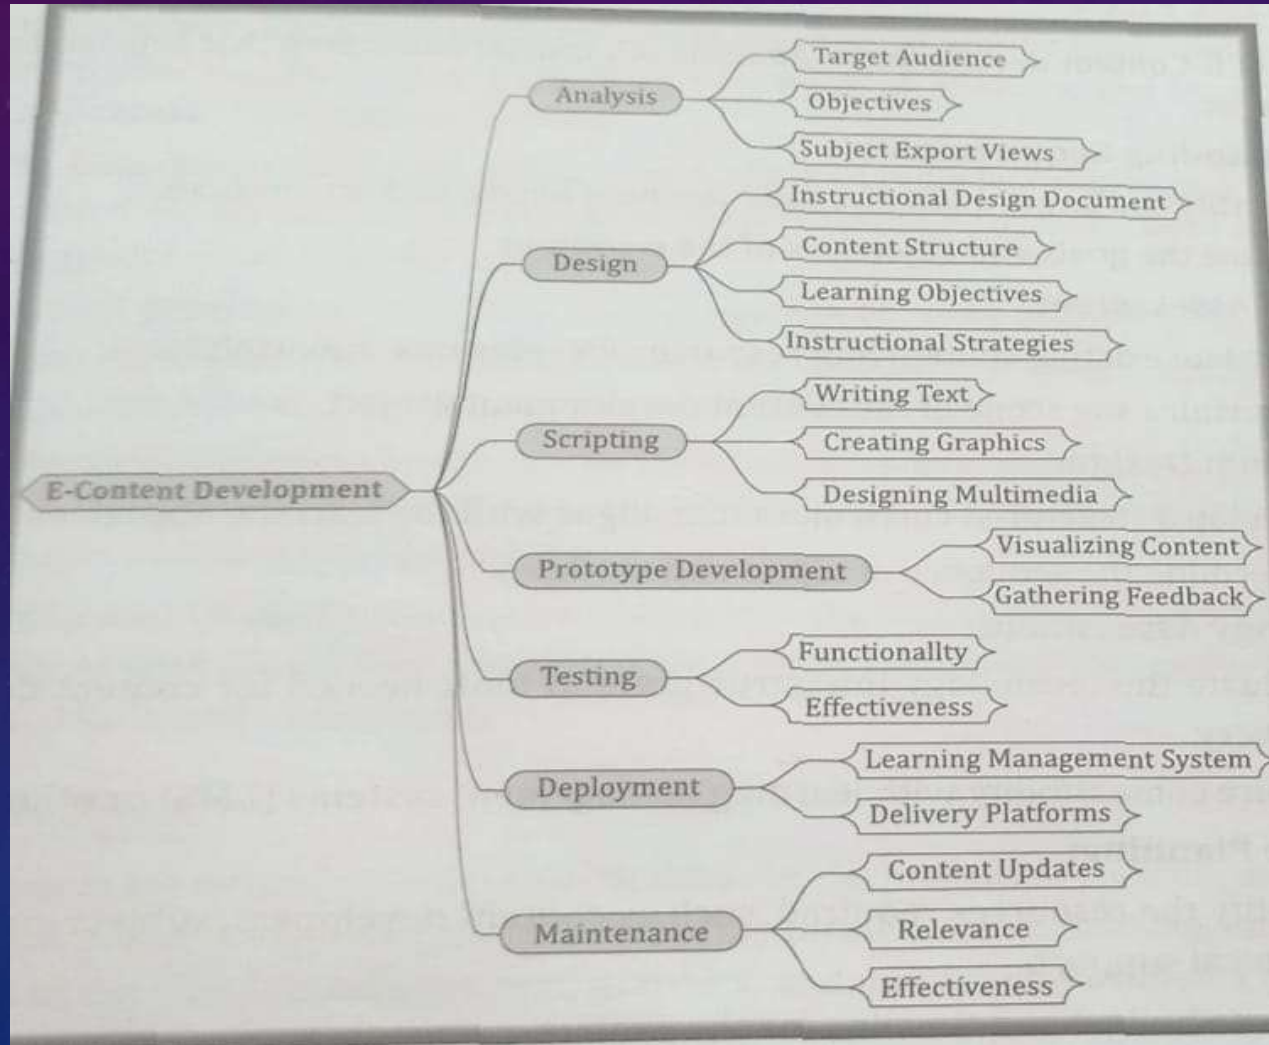 E-Content Development
Analysis
Target Audience
Objectives
Subject Export Views
Design
Instructional Design Document
Content Structure
Learning Objectives
Instructional Strategies
Scripting
Writing Text
Creating Graphics
Designing Multimedia
Prototype Development
Visualizing Content
Gathering Feedback
Testing
Functionallty
Effectiveness
Deployment
Learning Management System
Delivery Platforms
Maintenance
Content Updates
Relevance
Effectiveness